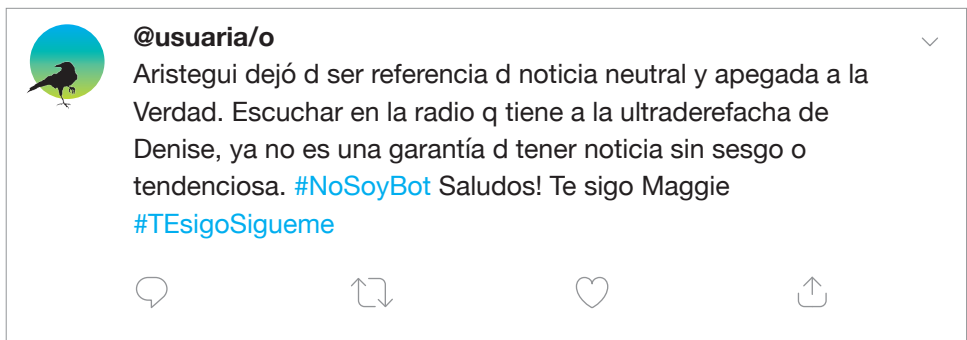 @usuaria/o
Aristegui dejó d ser referencia d noticia neutral y apegada a la
Verdad. Escuchar en la radio q tiene a la ultraderefacha de
Denise, ya no es una garantía d tener noticia sin sesgo o
tendenciosa. #NoSoyBot Saludos! Te sigo Maggie
#TEsigoSigueme